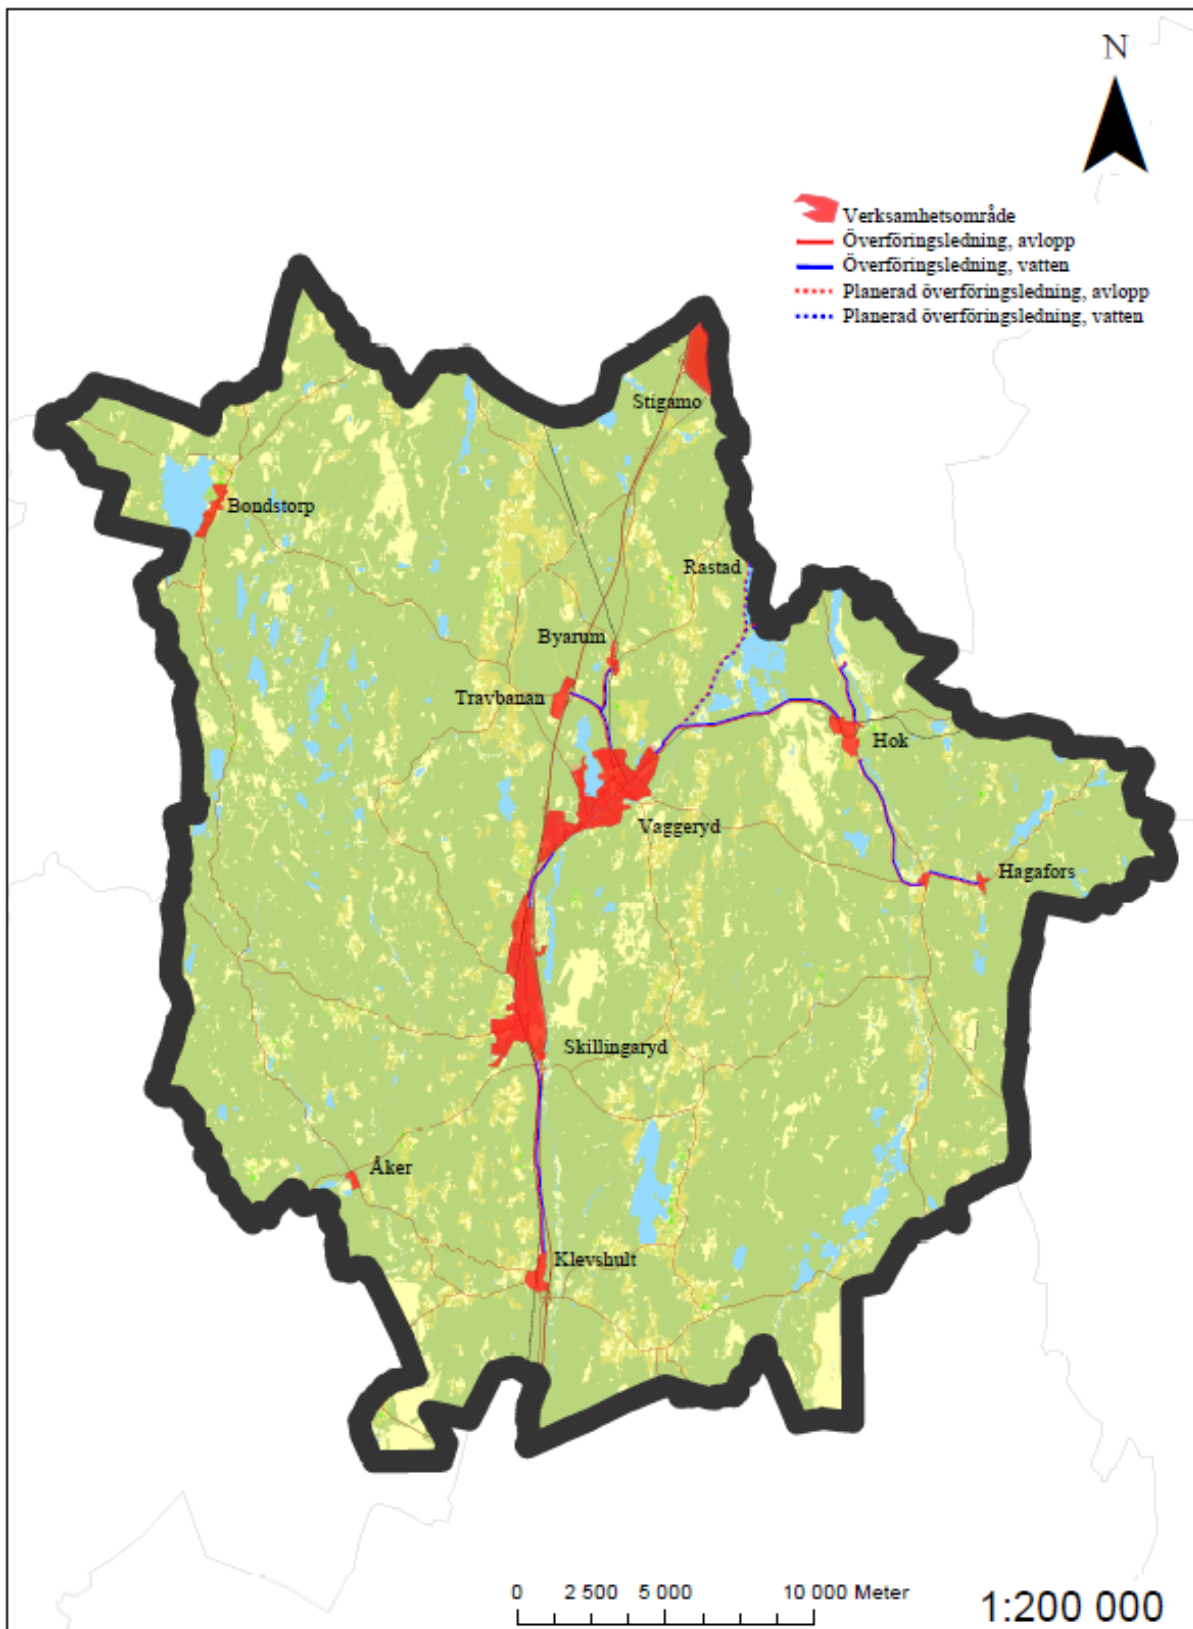 N
Verksamhetsområde
Överföringsledning, avlopp
Överföringsledning, vatten
Planerad överföringsledning, avlopp
Planerad överföringsledning, vatten
Stigamo
Bondstorp
Rastad
Byarum
Travbanan
Hok
Vaggeryd
Hagafors
Skillingaryd
Åker
Klevshult
0 2 500 5 000 10 000 Meter
1:200 000